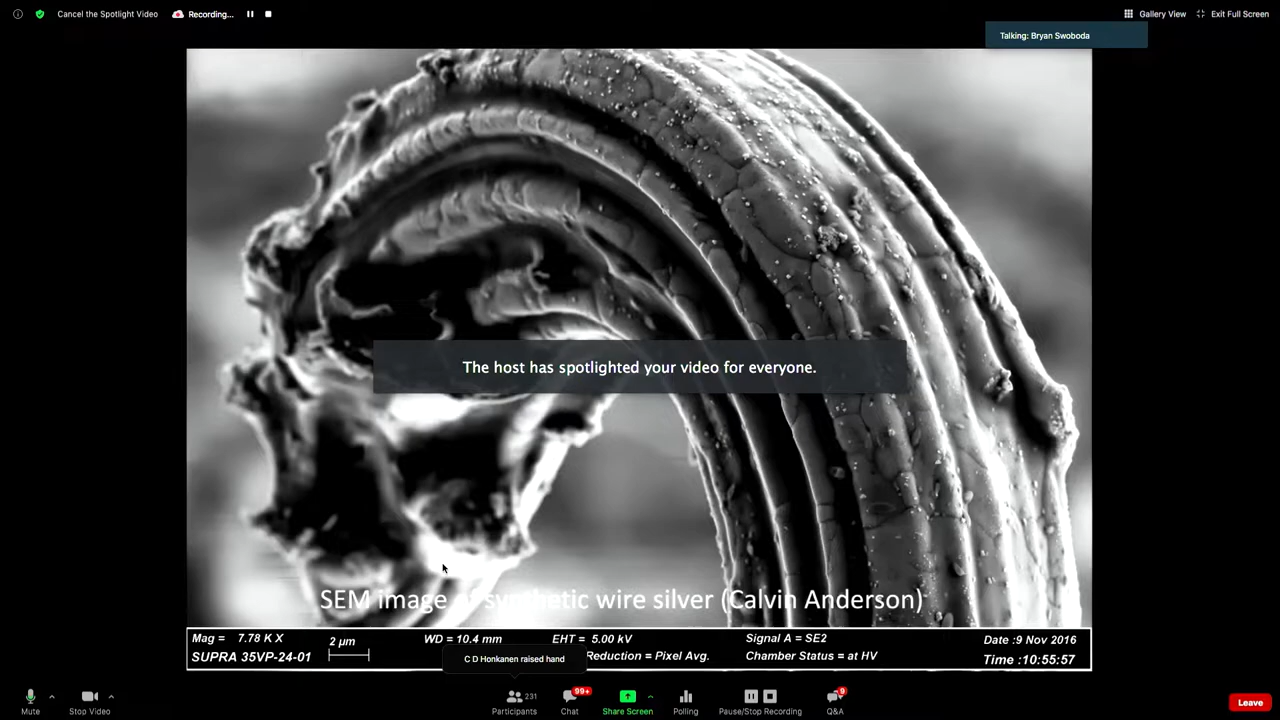 Cancel the Spotlight Video
Recording...
Gallery View
Exit Full Screen
Talking: Bryan Swoboda
The host has spotlighted your video for everyone.
SEM image of synthetic wire silver (Calvin Anderson)
Mag = 7.78 K X
2 µm
WD = 10.4 mm
EHT = 5.00 kV
Signal A = SE2
Date :9 Nov 2016
SUPRA 35VP-24-01
Reduction = Pixel Avg.
Chamber Status = at HV
Time :10:55:57
C D Honkanen raised hand
231
99+
9
Mute
Stop Video
Participants
Chat
Share Screen
Polling
Pause/Stop Recording
Q&A
Leave